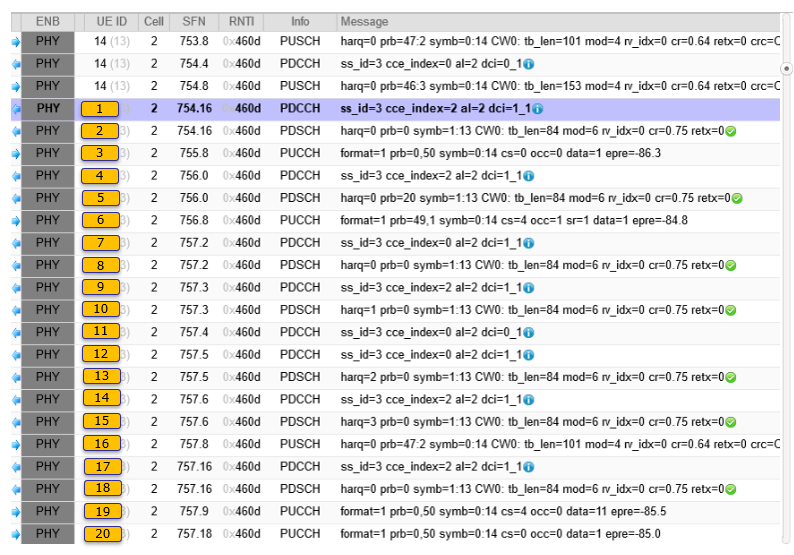 ENB UE ID Cell SFN RNTI Info Message
PHY 14 (13) 2 753.8 0x460d PUSCH harq=0 prb=47:2 symb=0:14 CW0: tb_len=101 mod=4 rv_idx=0 cr=0.64 retx=0 crc=C
PHY 14 (13) 2 754.4 0x460d PDCCH ss_id=3 cce_index=0 al=2 dci=0_1
PHY 14 (13) 2 754.8 0x460d PUSCH harq=0 prb=46:3 symb=0:14 CW0: tb_len=153 mod=4 rv_idx=0 cr=0.64 retx=0 crc=C
PHY 1 2 754.16 0x460d PDCCH ss_id=3 cce_index=2 al=2 dci=1_1
PHY 2 3) 2 754.16 0x460d PDSCH harq=0 prb=0 symb=1:13 CW0: tb_len=84 mod=6 rv_idx=0 cr=0.75 retx=0
PHY 3 3) 2 755.8 0x460d PUCCH format=1 prb=0,50 symb=0:14 cs=0 occ=0 data=1 epre=-86.3
PHY 4 3) 2 756.0 0x460d PDCCH ss_id=3 cce_index=2 al=2 dci=1_1
PHY 5 3) 2 756.0 0x460d PDSCH harq=0 prb=20 symb=1:13 CW0: tb_len=84 mod=6 rv_idx=0 cr=0.75 retx=0
PHY 6 3) 2 756.8 0x460d PUCCH format=1 prb=49,1 symb=0:14 cs=4 occ=1 sr=1 data=1 epre=-84.8
PHY 7 3) 2 757.2 0x460d PDCCH ss_id=3 cce_index=0 al=2 dci=1_1
PHY 8 3) 2 757.2 0x460d PDSCH harq=0 prb=0 symb=1:13 CW0: tb_len=84 mod=6 rv_idx=0 cr=0.75 retx=0
PHY 9 3) 2 757.3 0x460d PDCCH ss_id=3 cce_index=2 al=2 dci=1_1
PHY 10 3) 2 757.3 0x460d PDSCH harq=1 prb=0 symb=1:13 CW0: tb_len=84 mod=6 rv_idx=0 cr=0.75 retx=0
PHY 11 3) 2 757.4 0x460d PDCCH ss_id=3 cce_index=0 al=2 dci=0_1
PHY 12 3) 2 757.5 0x460d PDCCH ss_id=3 cce_index=0 al=2 dci=1_1
PHY 13 3) 2 757.5 0x460d PDSCH harq=2 prb=0 symb=1:13 CW0: tb_len=84 mod=6 rv_idx=0 cr=0.75 retx=0
PHY 14 3) 2 757.6 0x460d PDCCH ss_id=3 cce_index=2 al=2 dci=1_1
PHY 15 3) 2 757.6 0x460d PDSCH harq=3 prb=0 symb=1:13 CW0: tb_len=84 mod=6 rv_idx=0 cr=0.75 retx=0
PHY 16 3) 2 757.8 0x460d PUSCH harq=0 prb=47:2 symb=0:14 CW0: tb_len=101 mod=4 rv_idx=0 cr=0.64 retx=0 crc=C
PHY 17 3) 2 757.16 0x460d PDCCH ss_id=3 cce_index=2 al=2 dci=1_1
PHY 18 3) 2 757.16 0x460d PDSCH harq=0 prb=0 symb=1:13 CW0: tb_len=84 mod=6 rv_idx=0 cr=0.75 retx=0
PHY 19 3) 2 757.9 0x460d PUCCH format=1 prb=0,50 symb=0:14 cs=4 occ=0 data=11 epre=-85.5
PHY 20 3) 2 757.18 0x460d PUCCH format=1 prb=0,50 symb=0:14 cs=0 occ=0 data=1 epre=-85.0